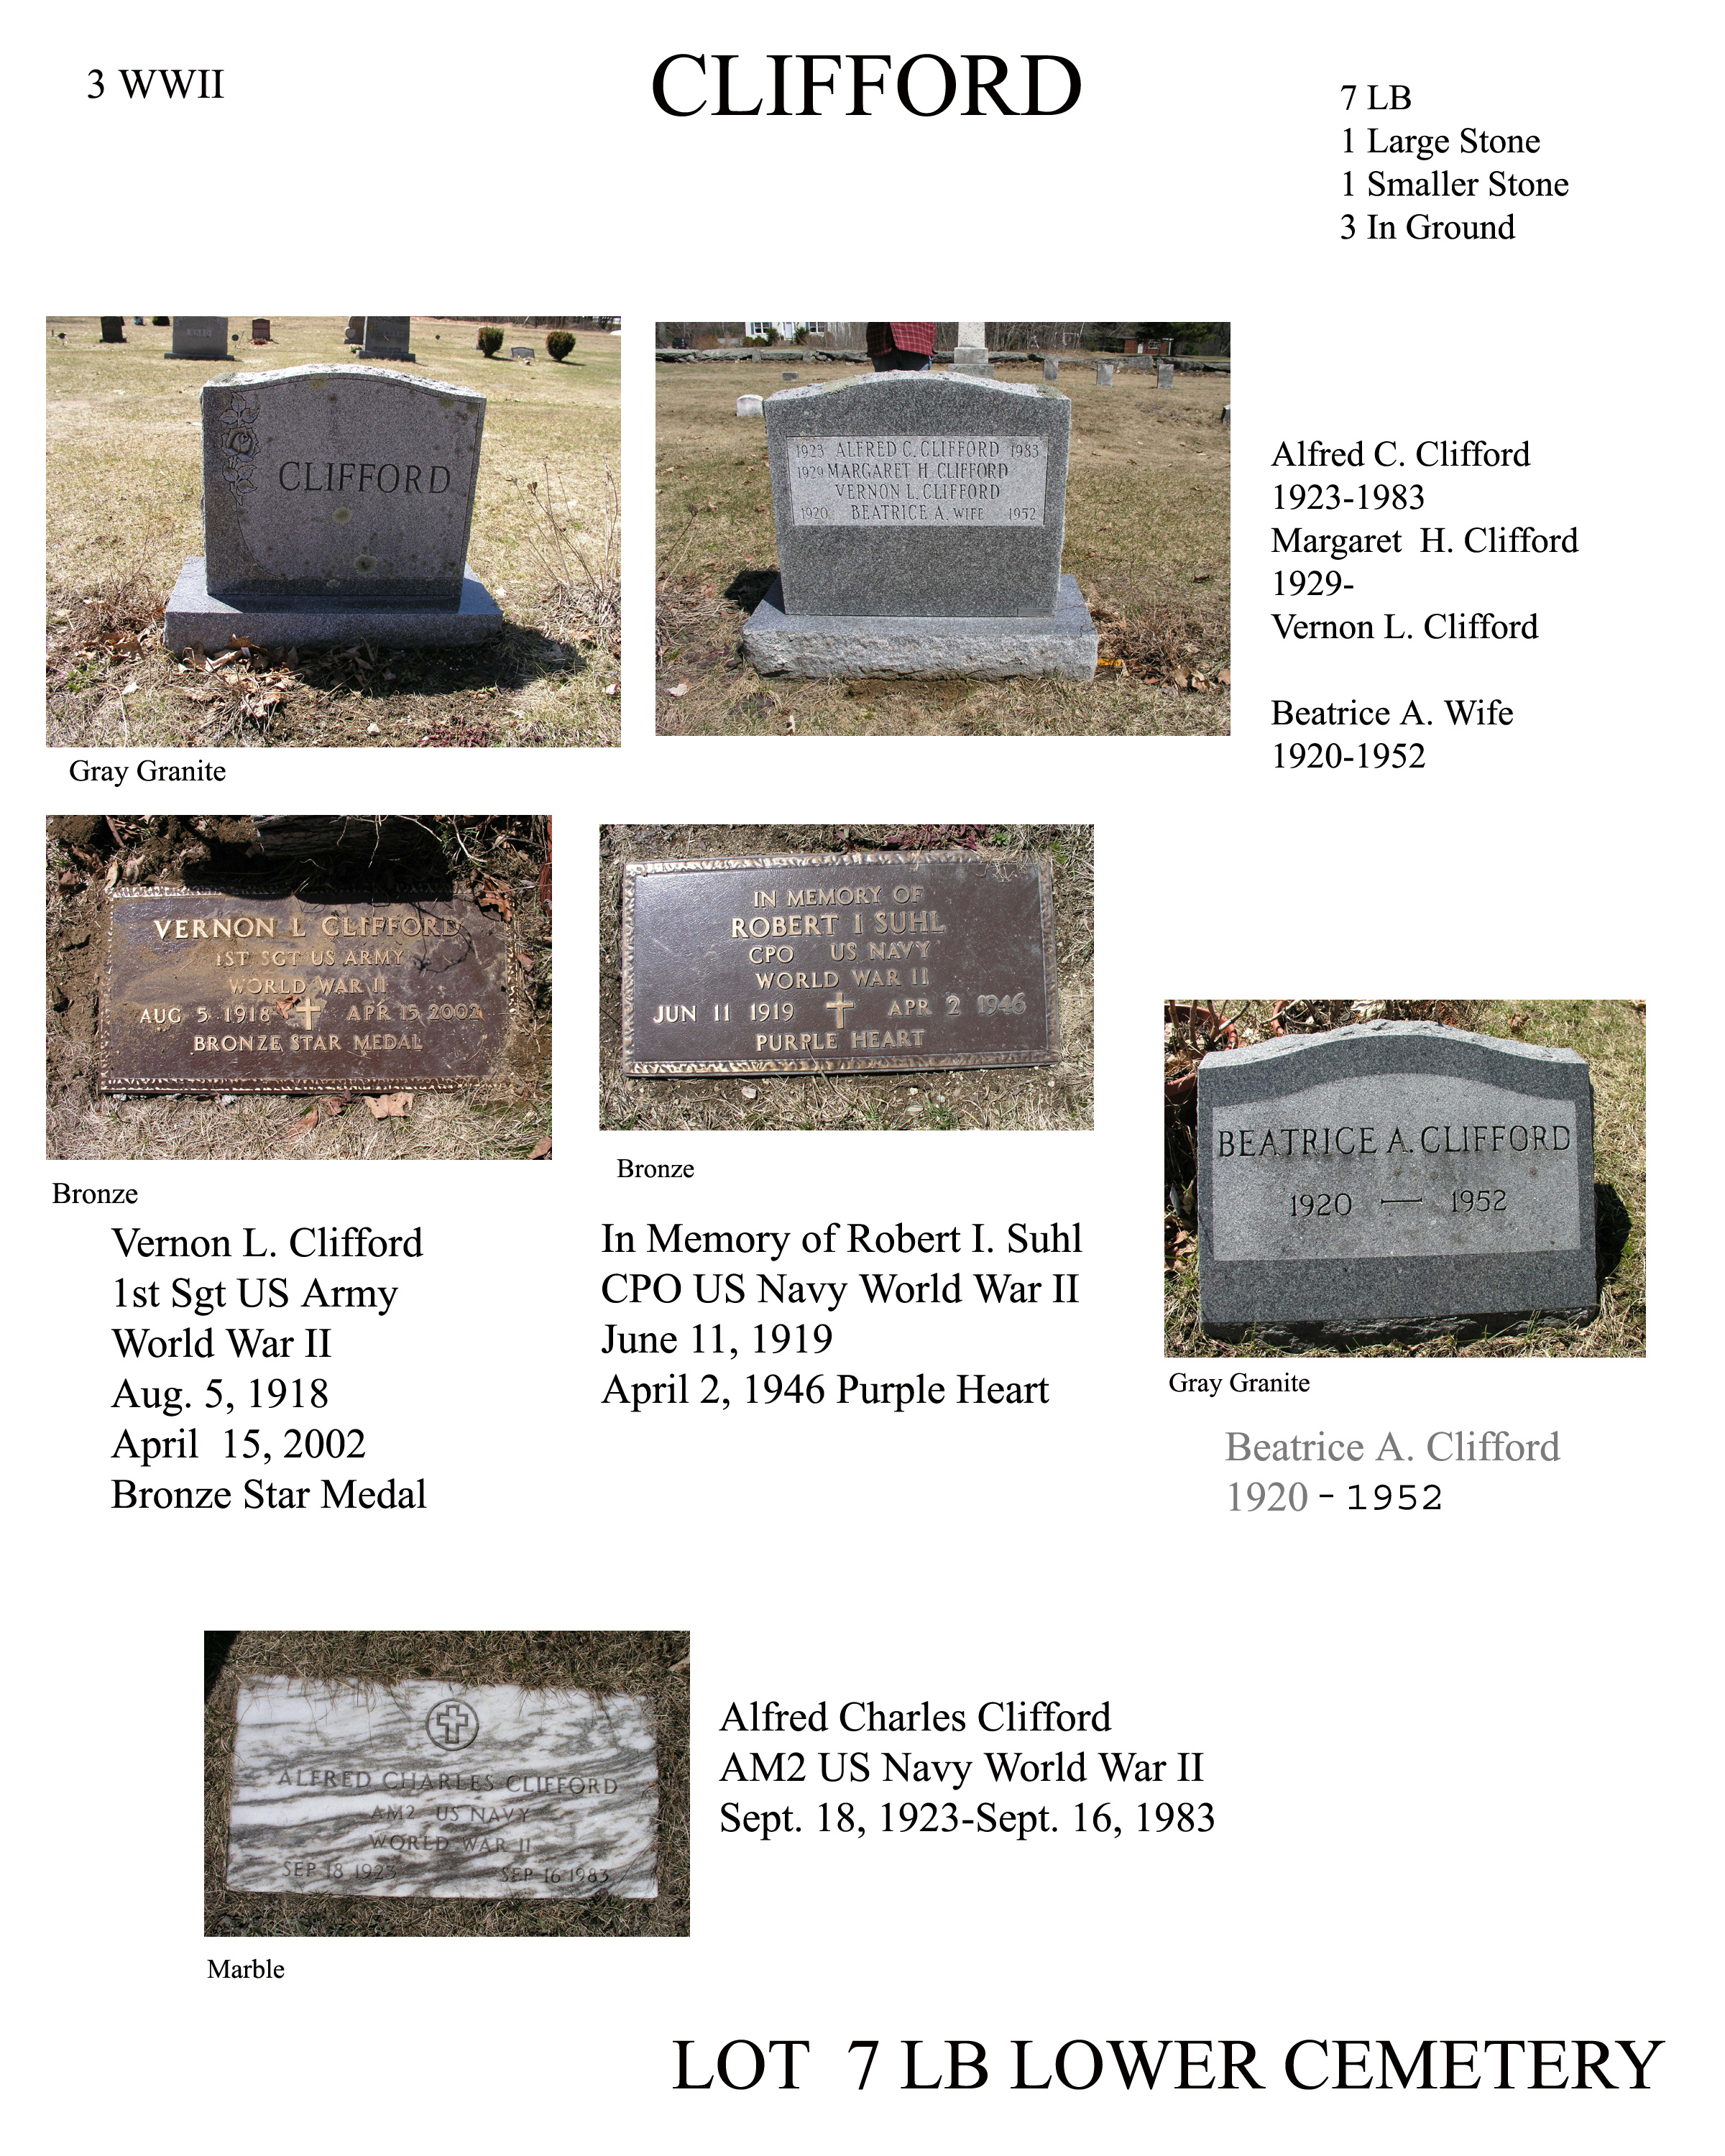 3 WWII
CLIFFORD
7 LB
1 Large Stone
1 Smaller Stone
3 In Ground
CLIFFORD
1923 ALFRED C. CLIFFORD 1983
1929 MARGARET H. CLIFFORD
VERNON L. CLIFFORD
1920 BEATRICE A. WIFE 1952
Alfred C. Clifford
1923-1983
Margaret H. Clifford
1929-
Vernon L. Clifford
Beatrice A. Wife
1920-1952
Gray Granite
VERNON L CLIFFORD
1ST SGT US ARMY
WORLD WAR II
AUG 5 1918 APR 15 2002
BRONZE STAR MEDAL
Bronze
Vernon L. Clifford
1st Sgt US Army
World War II
Aug. 5, 1918
April 15, 2002
Bronze Star Medal
IN MEMORY OF
ROBERT I SUHL
CPO US NAVY
WORLD WAR II
JUN 11 1919 APR 2 1946
PURPLE HEART
Bronze
In Memory of Robert I. Suhl
CPO US Navy World War II
June 11, 1919
April 2, 1946 Purple Heart
BEATRICE A. CLIFFORD
1920 — 1952
Gray Granite
Beatrice A. Clifford
1920 - 1952
ALFRED CHARLES CLIFFORD
AM2 US NAVY
WORLD WAR II
SEP 18 1923 SEP 16 1983
Marble
Alfred Charles Clifford
AM2 US Navy World War II
Sept. 18, 1923-Sept. 16, 1983
LOT 7 LB LOWER CEMETERY